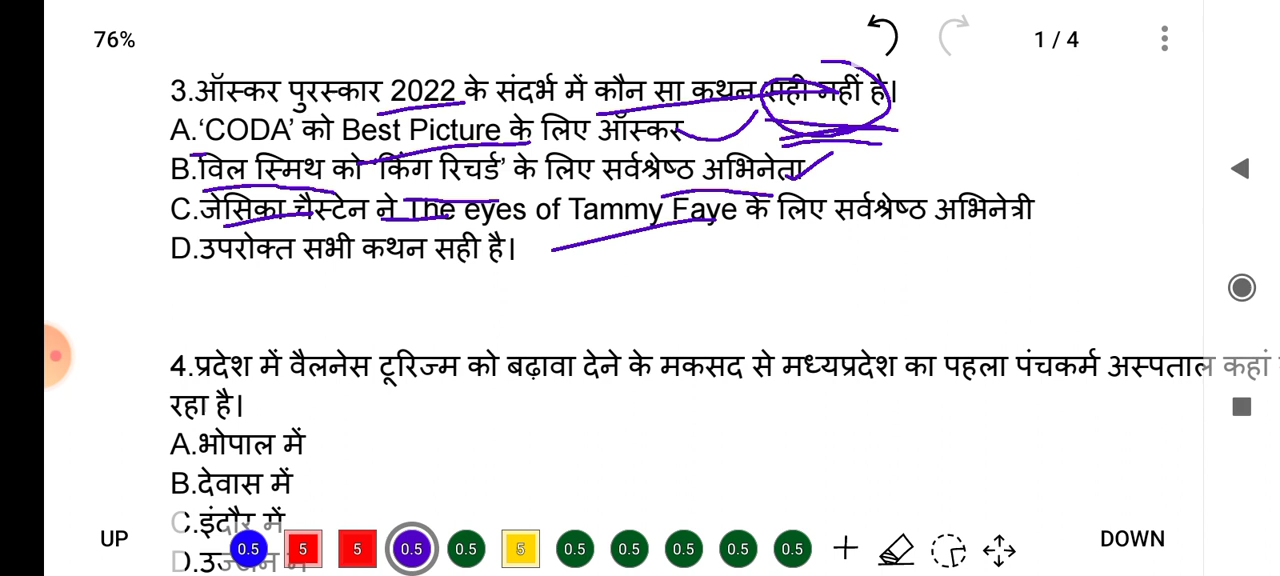 76%
1 / 4
3.ऑस्कर पुरस्कार 2022 के संदर्भ में कौन सा कथन सही नहीं है।
A.‘CODA’ को Best Picture के लिए ऑस्कर
B.विल स्मिथ को ‘किंग रिचर्ड’ के लिए सर्वश्रेष्ठ अभिनेता
C.जेसिका चैस्टेन ने The eyes of Tammy Faye के लिए सर्वश्रेष्ठ अभिनेत्री
D.उपरोक्त सभी कथन सही है।
4.प्रदेश में वैलनेस टूरिज्म को बढ़ावा देने के मकसद से मध्यप्रदेश का पहला पंचकर्म अस्पताल कहां
रहा है।
A.भोपाल में
B.देवास में
C.इंदौर में
D.उज्जैन में
UP
0.5 5 5 0.5 0.5 5 0.5 0.5 0.5 0.5 0.5
DOWN